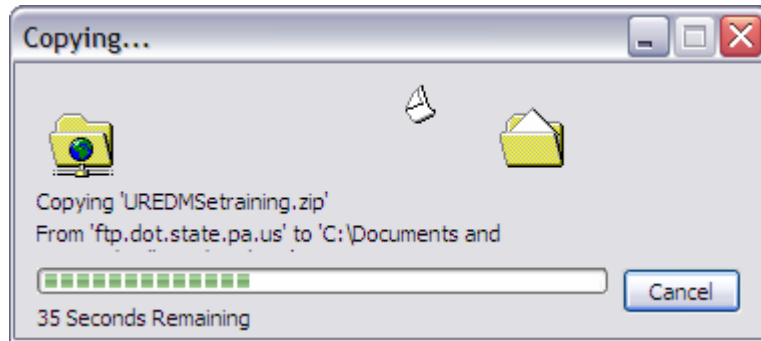 Copying...
Copying 'UREDMSetraining.zip'
From 'ftp.dot.state.pa.us' to 'C:\Documents and
Cancel
35 Seconds Remaining